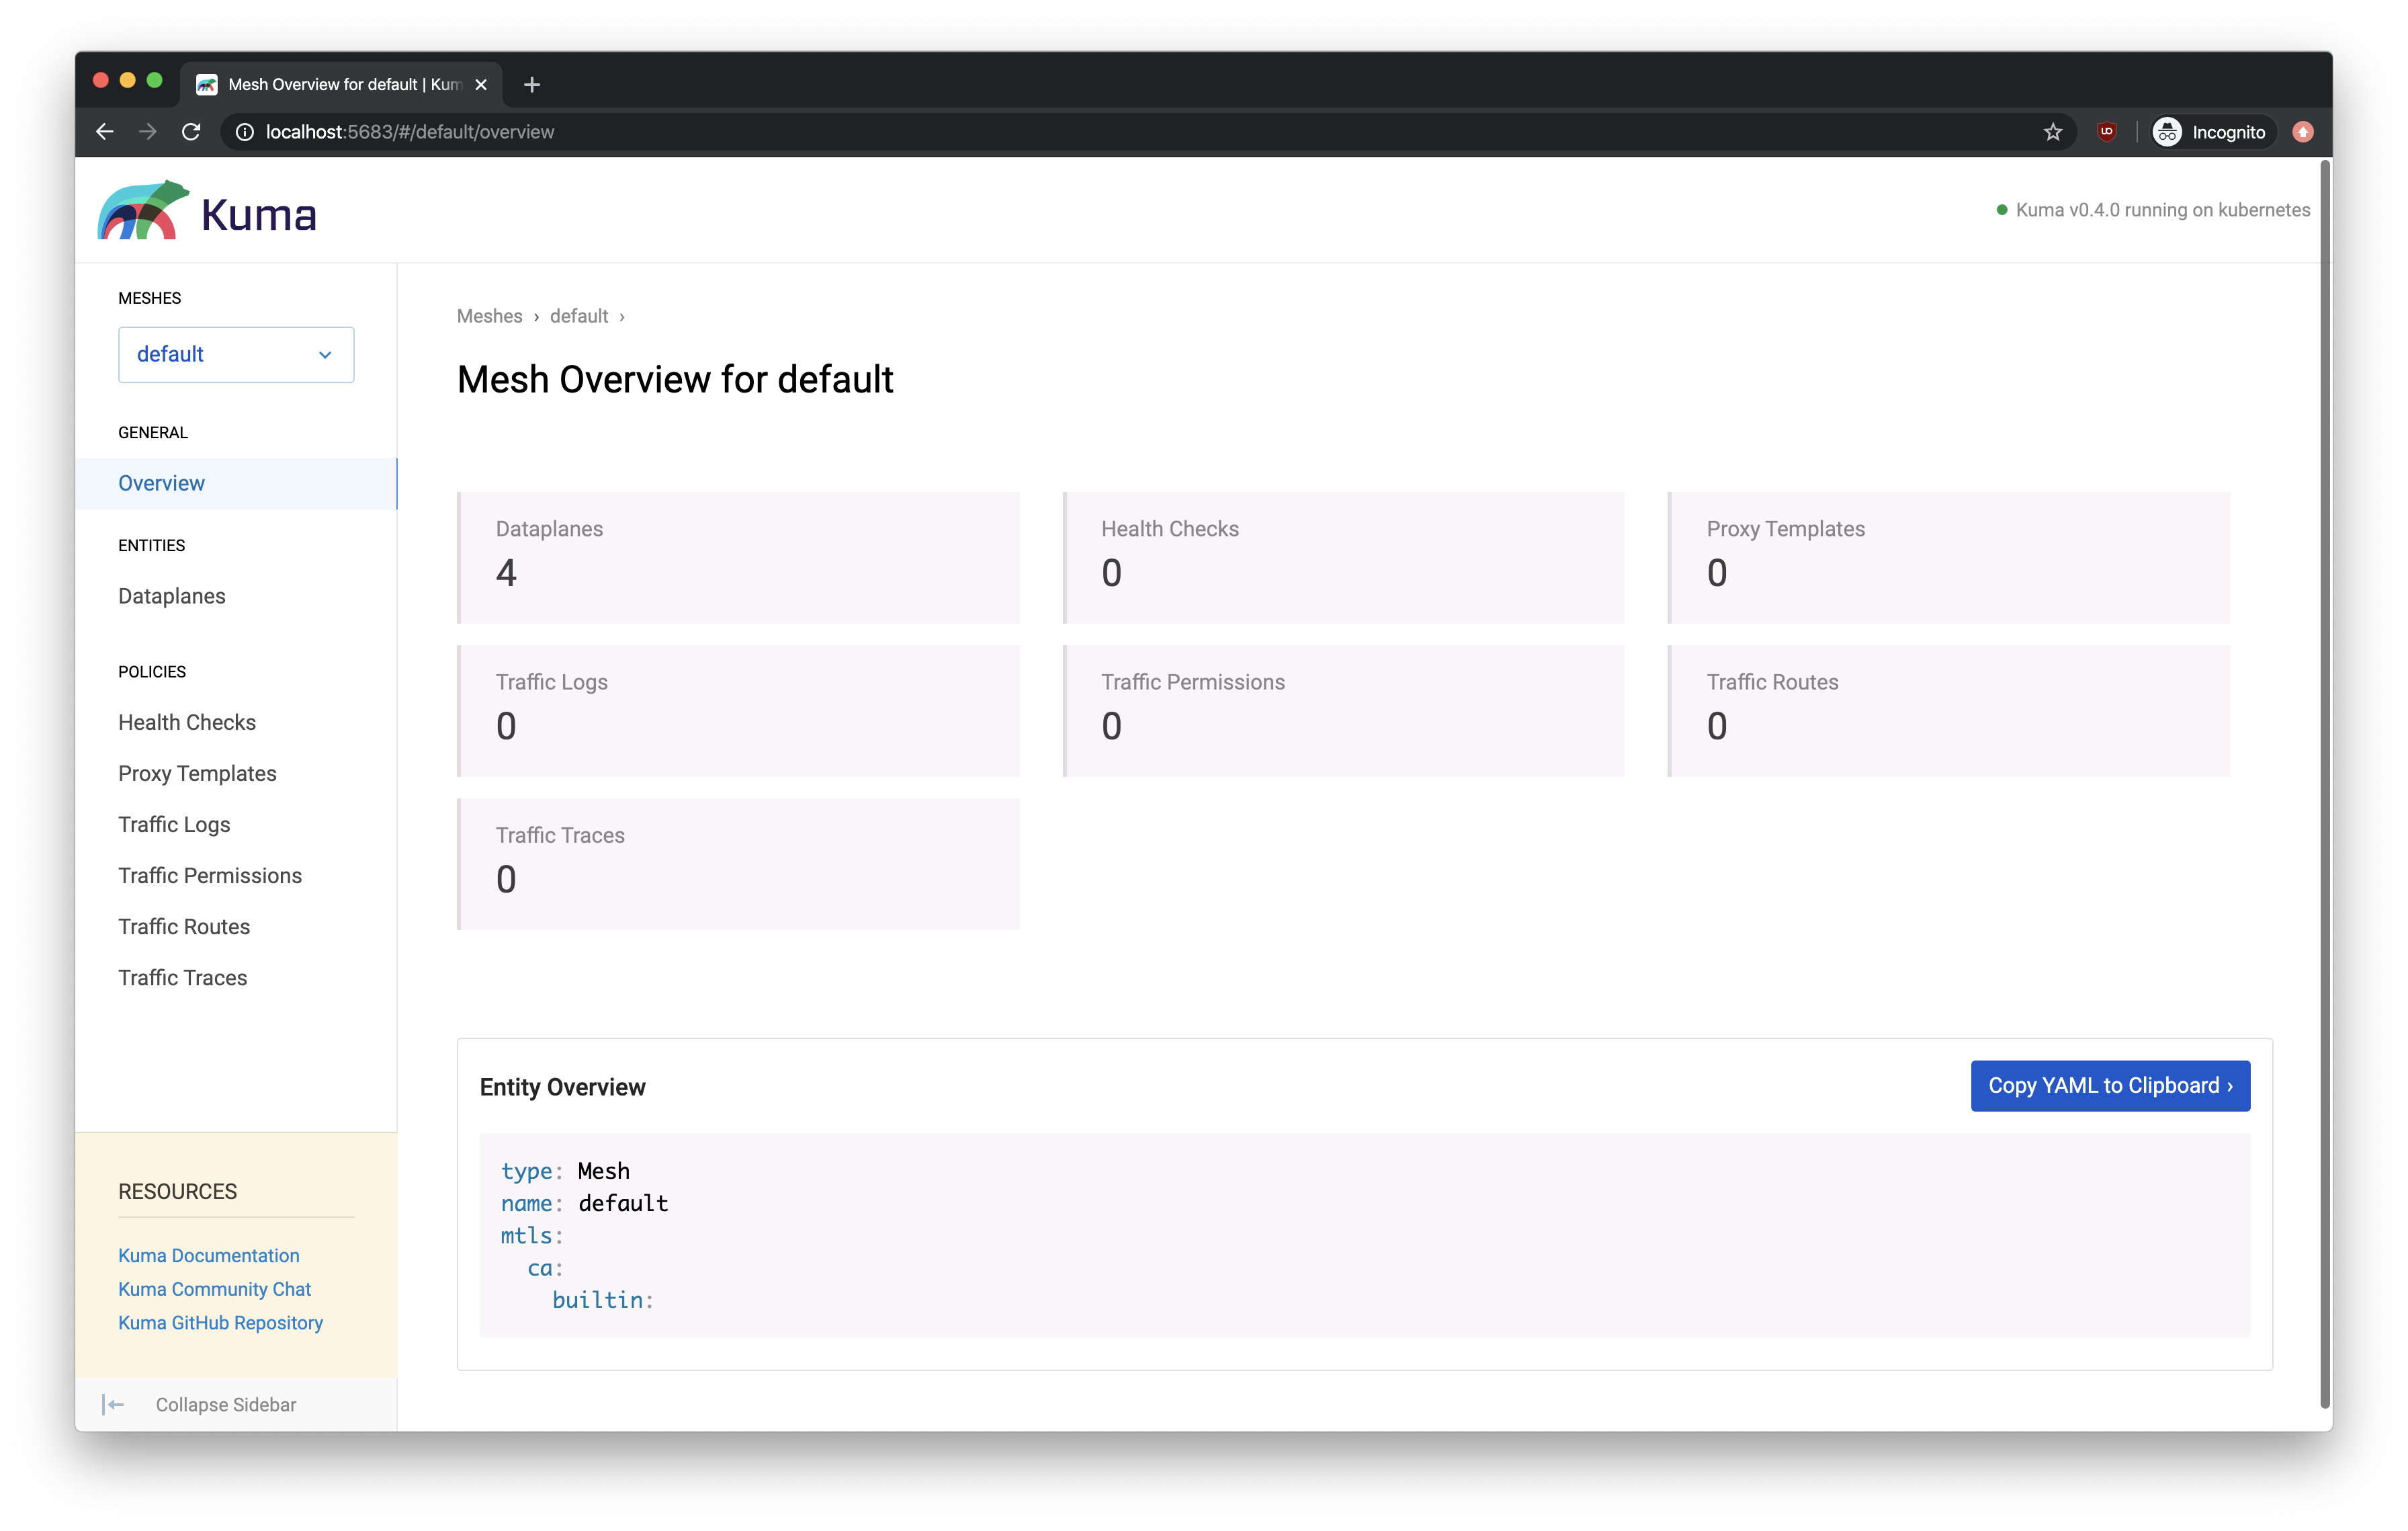 Mesh Overview for default | Kum
localhost:5683/#/default/overview
UD
Incognito
Kuma
Kuma v0.4.0 running on kubernetes
MESHES
default
GENERAL
Overview
ENTITIES
Dataplanes
POLICIES
Health Checks
Proxy Templates
Traffic Logs
Traffic Permissions
Traffic Routes
Traffic Traces
RESOURCES
Kuma Documentation
Kuma Community Chat
Kuma GitHub Repository
Collapse Sidebar
Meshes › default ›
Mesh Overview for default
Dataplanes
4
Health Checks
0
Proxy Templates
0
Traffic Logs
0
Traffic Permissions
0
Traffic Routes
0
Traffic Traces
0
Entity Overview
Copy YAML to Clipboard ›
type: Mesh
name: default
mtls:
  ca:
    builtin: